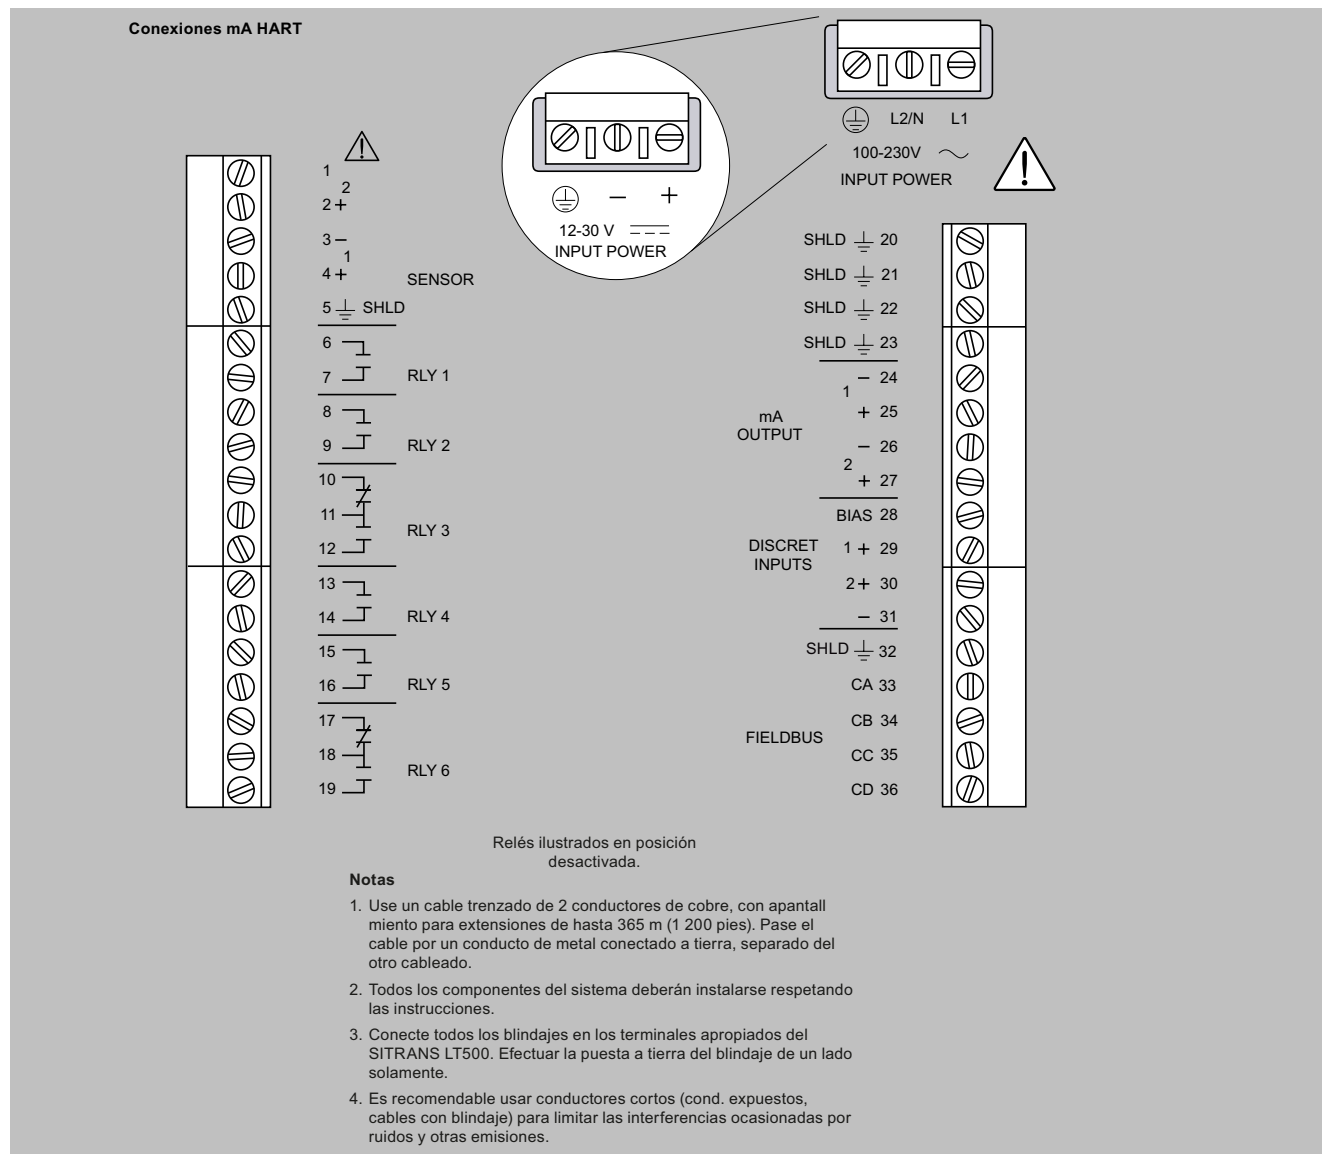 Conexiones mA HART
L2/N L1
100-230V
INPUT POWER
− +
12-30 V
INPUT POWER
1
2
2 +
3 −
1
4 +
SENSOR
5 SHLD
6
7
RLY 1
8
9
RLY 2
10
11
12
RLY 3
13
14
RLY 4
15
16
RLY 5
17
18
19
RLY 6
SHLD 20
SHLD 21
SHLD 22
SHLD 23
− 24
1
+ 25
mA
OUTPUT
− 26
2
+ 27
BIAS 28
DISCRET
INPUTS
1 + 29
2 + 30
− 31
SHLD 32
CA 33
CB 34
FIELDBUS
CC 35
CD 36
Relés ilustrados en posición
desactivada.
Notas
1. Use un cable trenzado de 2 conductores de cobre, con apantall
miento para extensiones de hasta 365 m (1 200 pies). Pase el
cable por un conducto de metal conectado a tierra, separado del
otro cableado.
2. Todos los componentes del sistema deberán instalarse respetando
las instrucciones.
3. Conecte todos los blindajes en los terminales apropiados del
SITRANS LT500. Efectuar la puesta a tierra del blindaje de un lado
solamente.
4. Es recomendable usar conductores cortos (cond. expuestos,
cables con blindaje) para limitar las interferencias ocasionadas por
ruidos y otras emisiones.